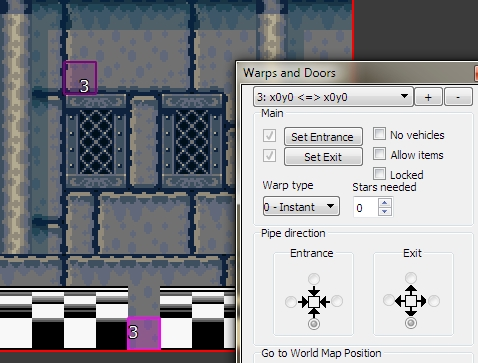 3
3
Warps and Doors
3: x0y0 <=> x0y0
+ -
Main
Set Entrance
No vehicles
Set Exit
Allow items
Locked
Warp type
Stars needed
0 - Instant
0
Pipe direction
Entrance
Exit
Go to World Map Position